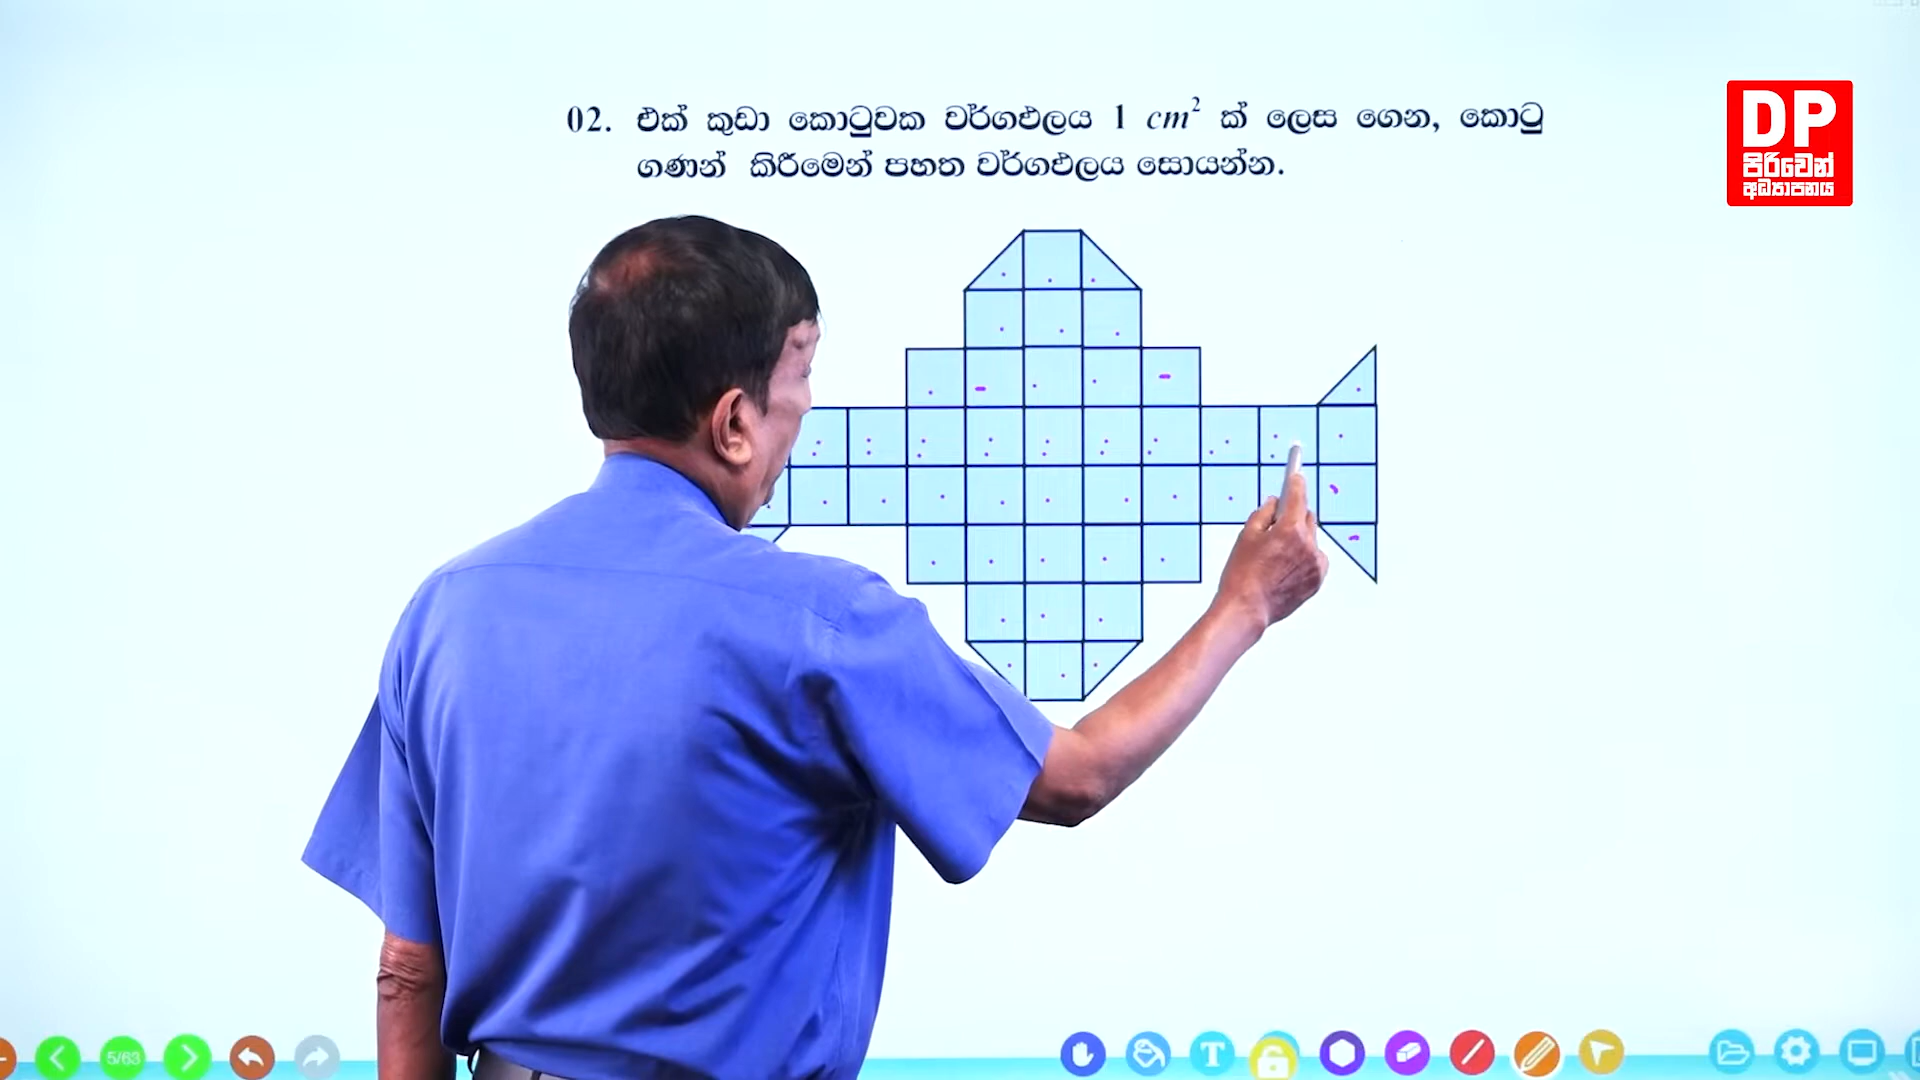 02. එක් කුඩා කොටුවක වර්ගඵලය 1 cm² ක් ලෙස ගෙන, කොටු
ගණන් කිරීමෙන් පහත වර්ගඵලය සොයන්න.
DP
පිරිවෙන්
අධ්‍යාපනය
5/63
T